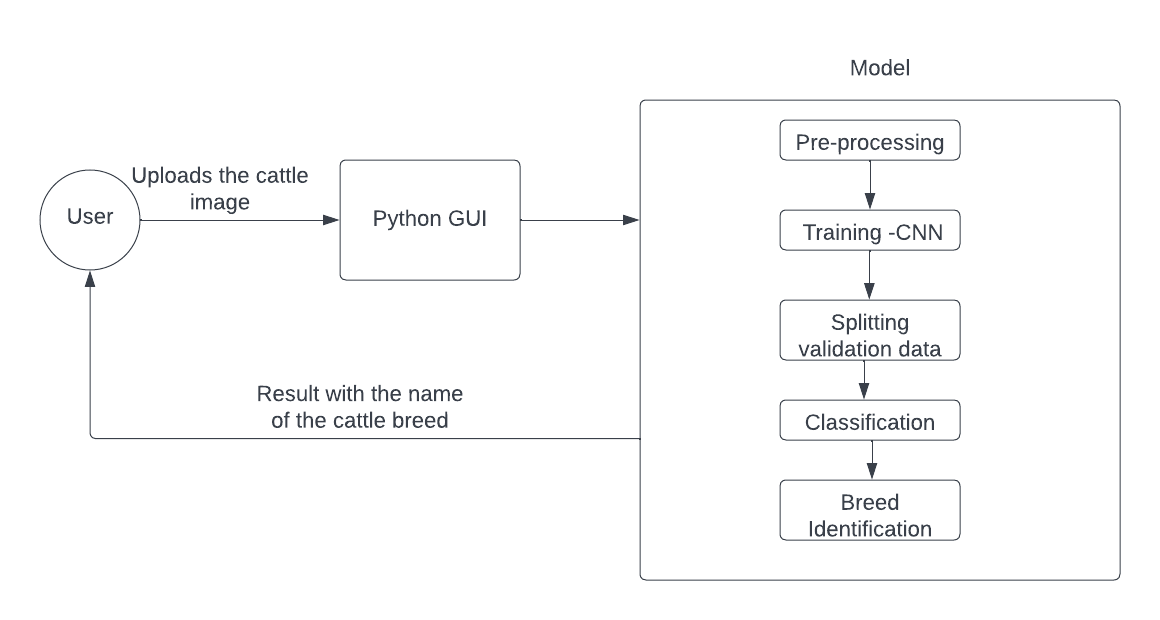 Model
Pre-processing
Uploads the cattle
image
User
Python GUI
Training -CNN
Splitting
validation data
Result with the name
of the cattle breed
Classification
Breed
Identification